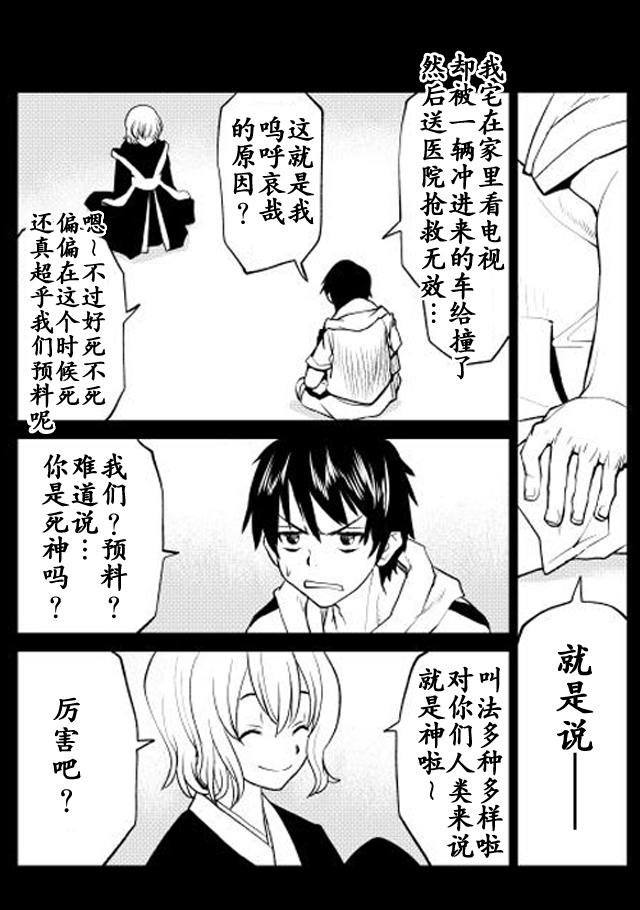 就是说——
我宅在家里看电视
却被一辆冲进来的车给撞了
然后送医院抢救无效…
这就是我
呜呼哀哉
的原因？
嗯～不过好死不死
偏偏在这个时候死
还真超乎我们预料呢
我们？预料？
难道说…
你是死神吗？
叫法多种多样啦
对你们人类来说
就是神啦～
厉害吧？